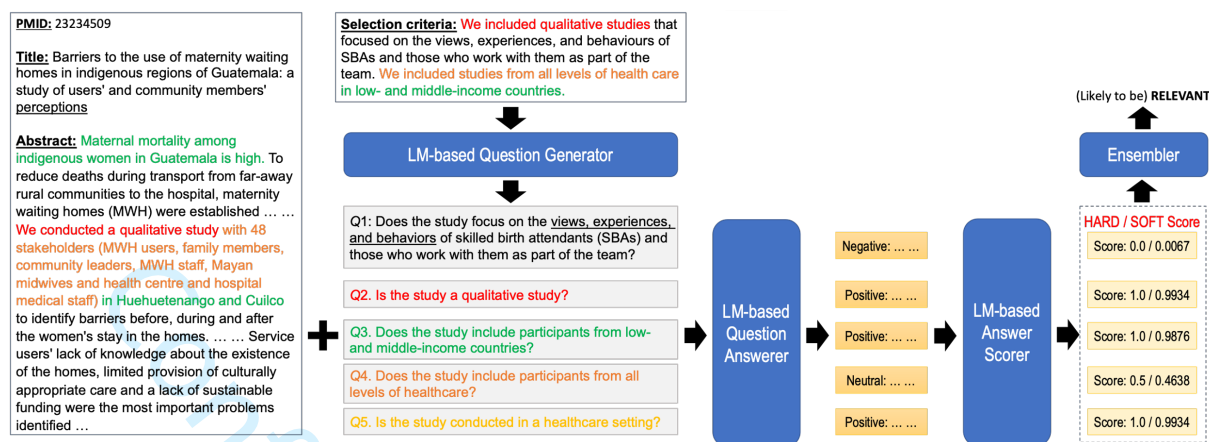 PMID: 23234509
Title: Barriers to the use of maternity waiting
homes in indigenous regions of Guatemala: a
study of users' and community members'
perceptions
Abstract: Maternal mortality among
indigenous women in Guatemala is high. To
reduce deaths during transport from far-away
rural communities to the hospital, maternity
waiting homes (MWH) were established … …
We conducted a qualitative study with 48
stakeholders (MWH users, family members,
community leaders, MWH staff, Mayan
midwives and health centre and hospital
medical staff) in Huehuetenango and Cuilco
to identify barriers before, during and after
the women's stay in the homes. … … Service
users' lack of knowledge about the existence
of the homes, limited provision of culturally
appropriate care and a lack of sustainable
funding were the most important problems
identified …
Selection criteria: We included qualitative studies that
focused on the views, experiences, and behaviours of
SBAs and those who work with them as part of the
team. We included studies from all levels of health care
in low- and middle-income countries.
LM-based Question Generator
Q1: Does the study focus on the views, experiences,
and behaviors of skilled birth attendants (SBAs) and
those who work with them as part of the team?
Q2. Is the study a qualitative study?
Q3. Does the study include participants from low-
and middle-income countries?
Q4. Does the study include participants from all
levels of healthcare?
Q5. Is the study conducted in a healthcare setting?
LM-based
Question
Answerer
Negative: … …
Positive: … …
Positive: … …
Neutral: … …
Positive: … …
LM-based
Answer
Scorer
(Likely to be) RELEVANT
Ensembler
HARD / SOFT Score
Score: 0.0 / 0.0067
Score: 1.0 / 0.9934
Score: 1.0 / 0.9876
Score: 0.5 / 0.4638
Score: 1.0 / 0.9934